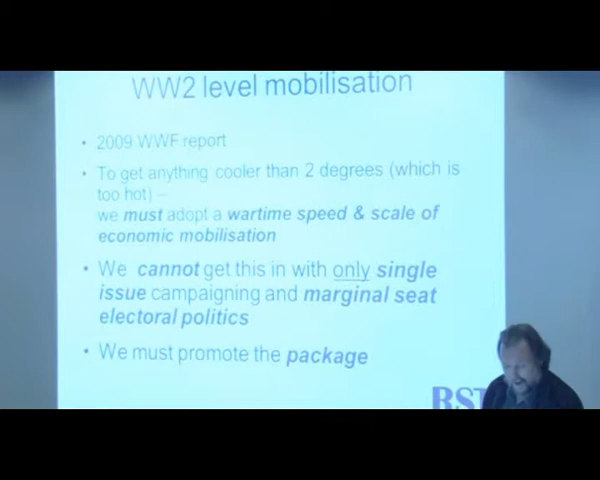 WW2 level mobilisation
• 2009 WWF report
• To get anything cooler than 2 degrees (which is
too hot) –
we must adopt a wartime speed & scale of
economic mobilisation
• We cannot get this in with only single
issue campaigning and marginal seat
electoral politics
• We must promote the package
RST